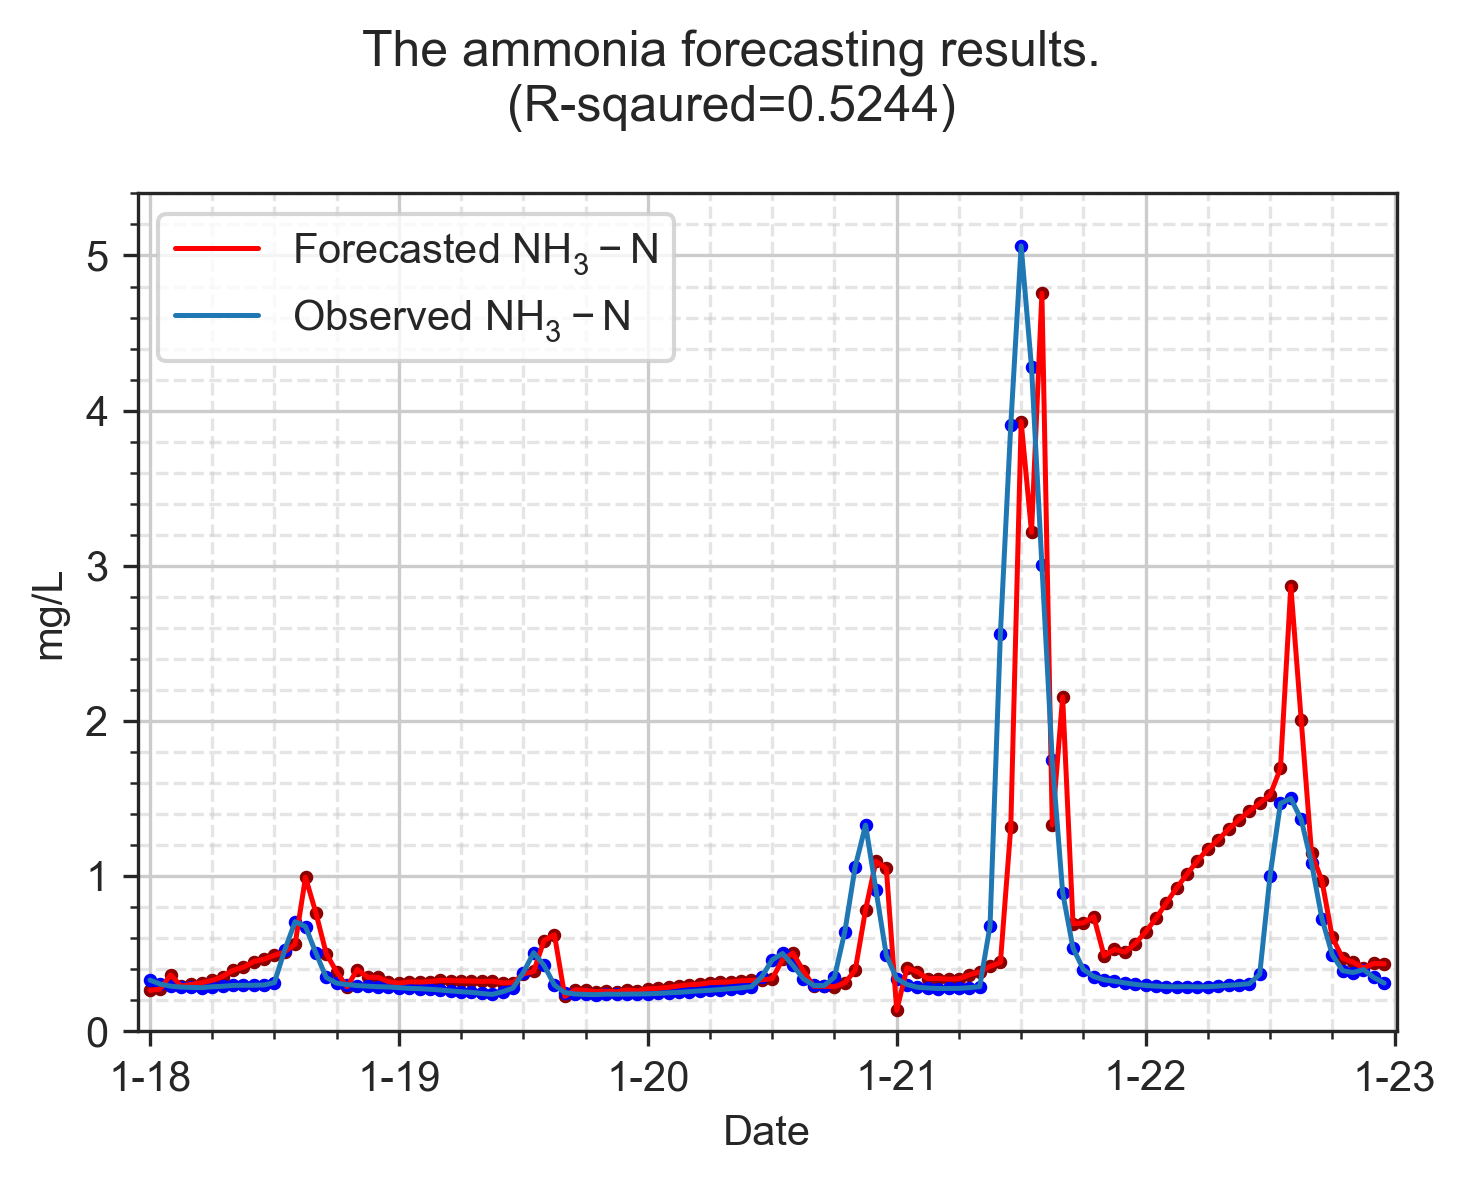 The ammonia forecasting results.
(R-sqaured=0.5244)
Forecasted NH₃ − N
Observed NH₃ − N
5
4
3
2
1
0
mg/L
1-18 1-19 1-20 1-21 1-22 1-23
Date